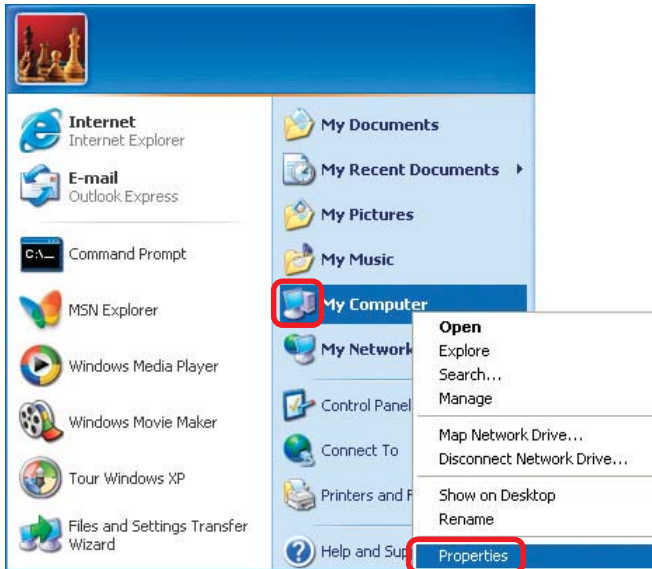 Internet
Internet Explorer
E-mail
Outlook Express
C:\_
Command Prompt
MSN Explorer
Windows Media Player
Windows Movie Maker
Tour Windows XP
Files and Settings Transfer
Wizard
My Documents
My Recent Documents
My Pictures
My Music
My Computer
My Network
Control Panel
Connect To
Printers and F
Help and Sup
Open
Explore
Search...
Manage
Map Network Drive...
Disconnect Network Drive...
Show on Desktop
Rename
Properties